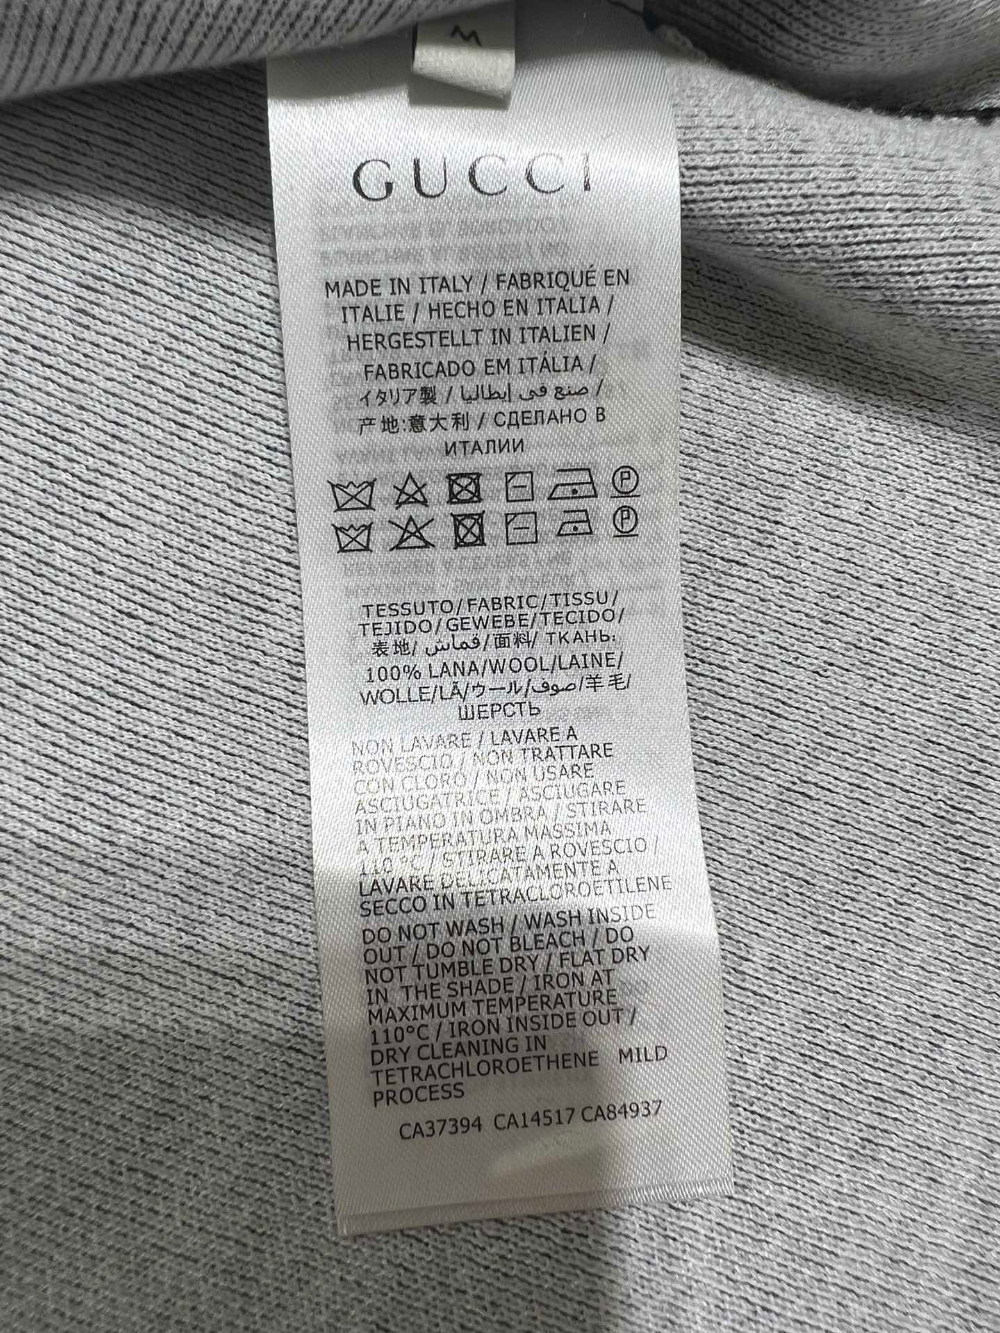 M
GUCCI
MADE IN ITALY / FABRIQUÉ EN
ITALIE / HECHO EN ITALIA /
HERGESTELLT IN ITALIEN /
FABRICADO EM ITÁLIA /
イタリア製 / صنع في إيطاليا /
产地:意大利 / СДЕЛАНО В
ИТАЛИИ
P
P
TESSUTO/FABRIC/TISSU/
TEJIDO/GEWEBE/TECIDO/
表地/ قماش/面料/ ТКАНЬ:
100% LANA/WOOL/LAINE/
WOLLE/LÃ/ウール/صوف/羊毛/
ШЕРСТЬ
NON LAVARE / LAVARE A
ROVESCIO / NON TRATTARE
CON CLORO / NON USARE
ASCIUGATRICE / ASCIUGARE
IN PIANO IN OMBRA / STIRARE
A TEMPERATURA MASSIMA
110 °C / STIRARE A ROVESCIO /
LAVARE DELICATAMENTE A
SECCO IN TETRACLOROETILENE
DO NOT WASH / WASH INSIDE
OUT / DO NOT BLEACH / DO
NOT TUMBLE DRY / FLAT DRY
IN THE SHADE / IRON AT
MAXIMUM TEMPERATURE
110°C / IRON INSIDE OUT /
DRY CLEANING IN
TETRACHLOROETHENE MILD
PROCESS
CA37394 CA14517 CA84937